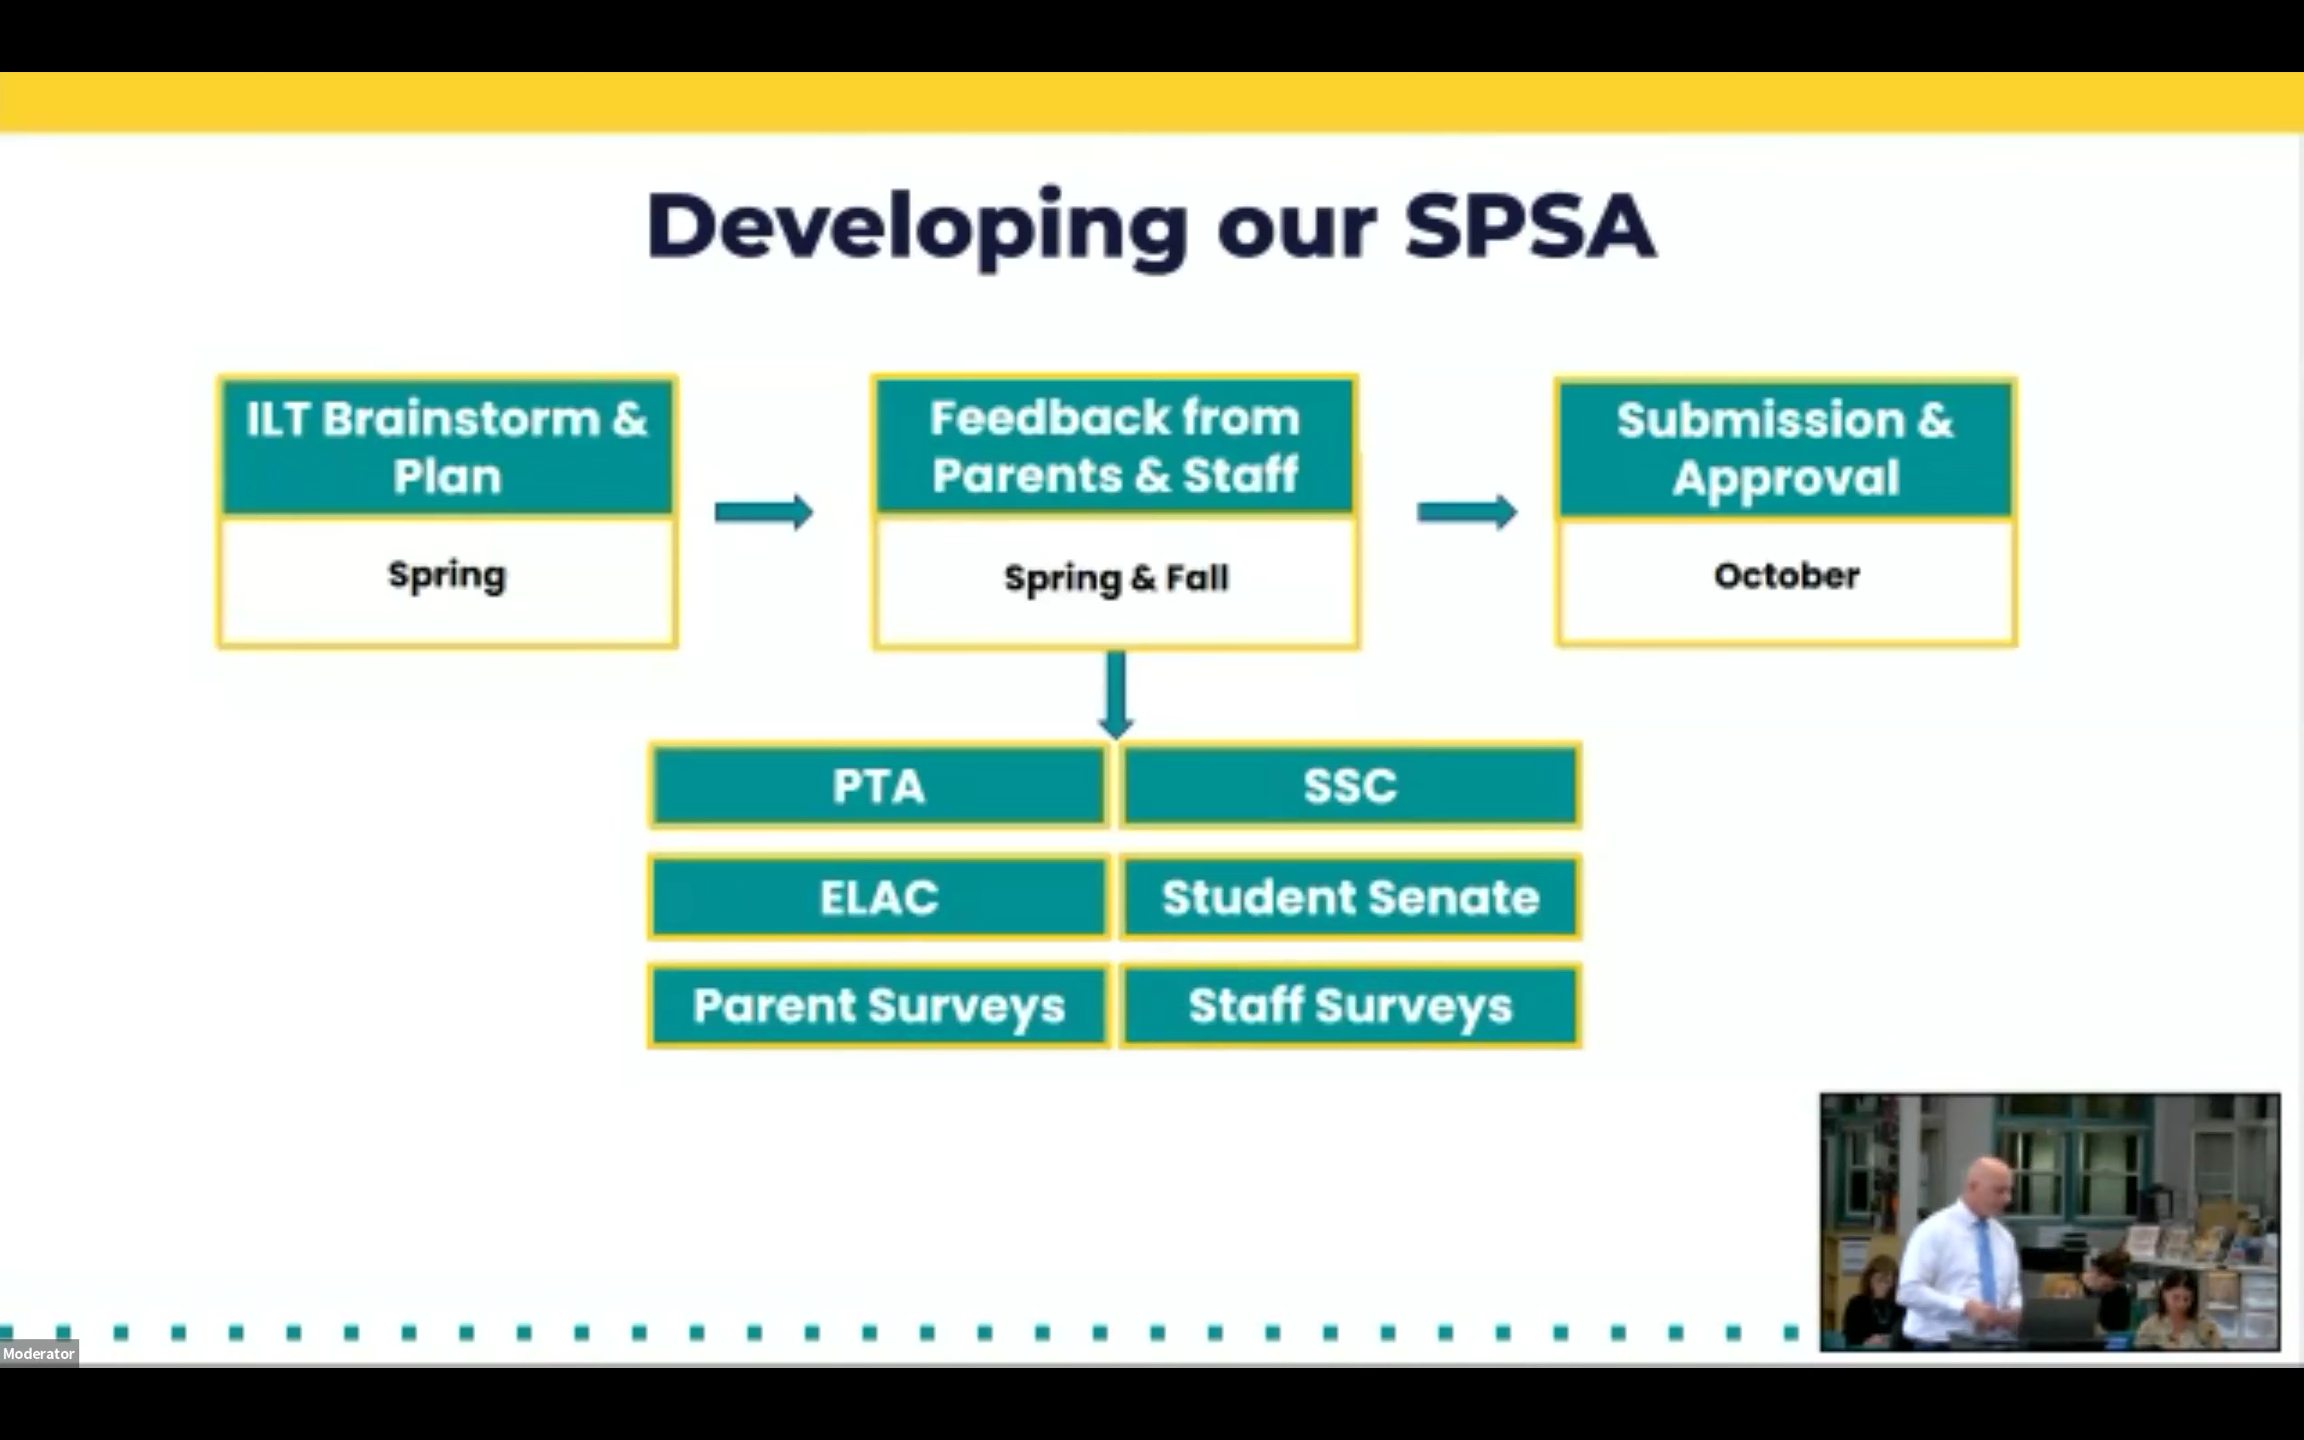 Developing our SPSA
ILT Brainstorm &
Plan
Spring
Feedback from
Parents & Staff
Spring & Fall
Submission &
Approval
October
PTA
SSC
ELAC
Student Senate
Parent Surveys
Staff Surveys
Moderator